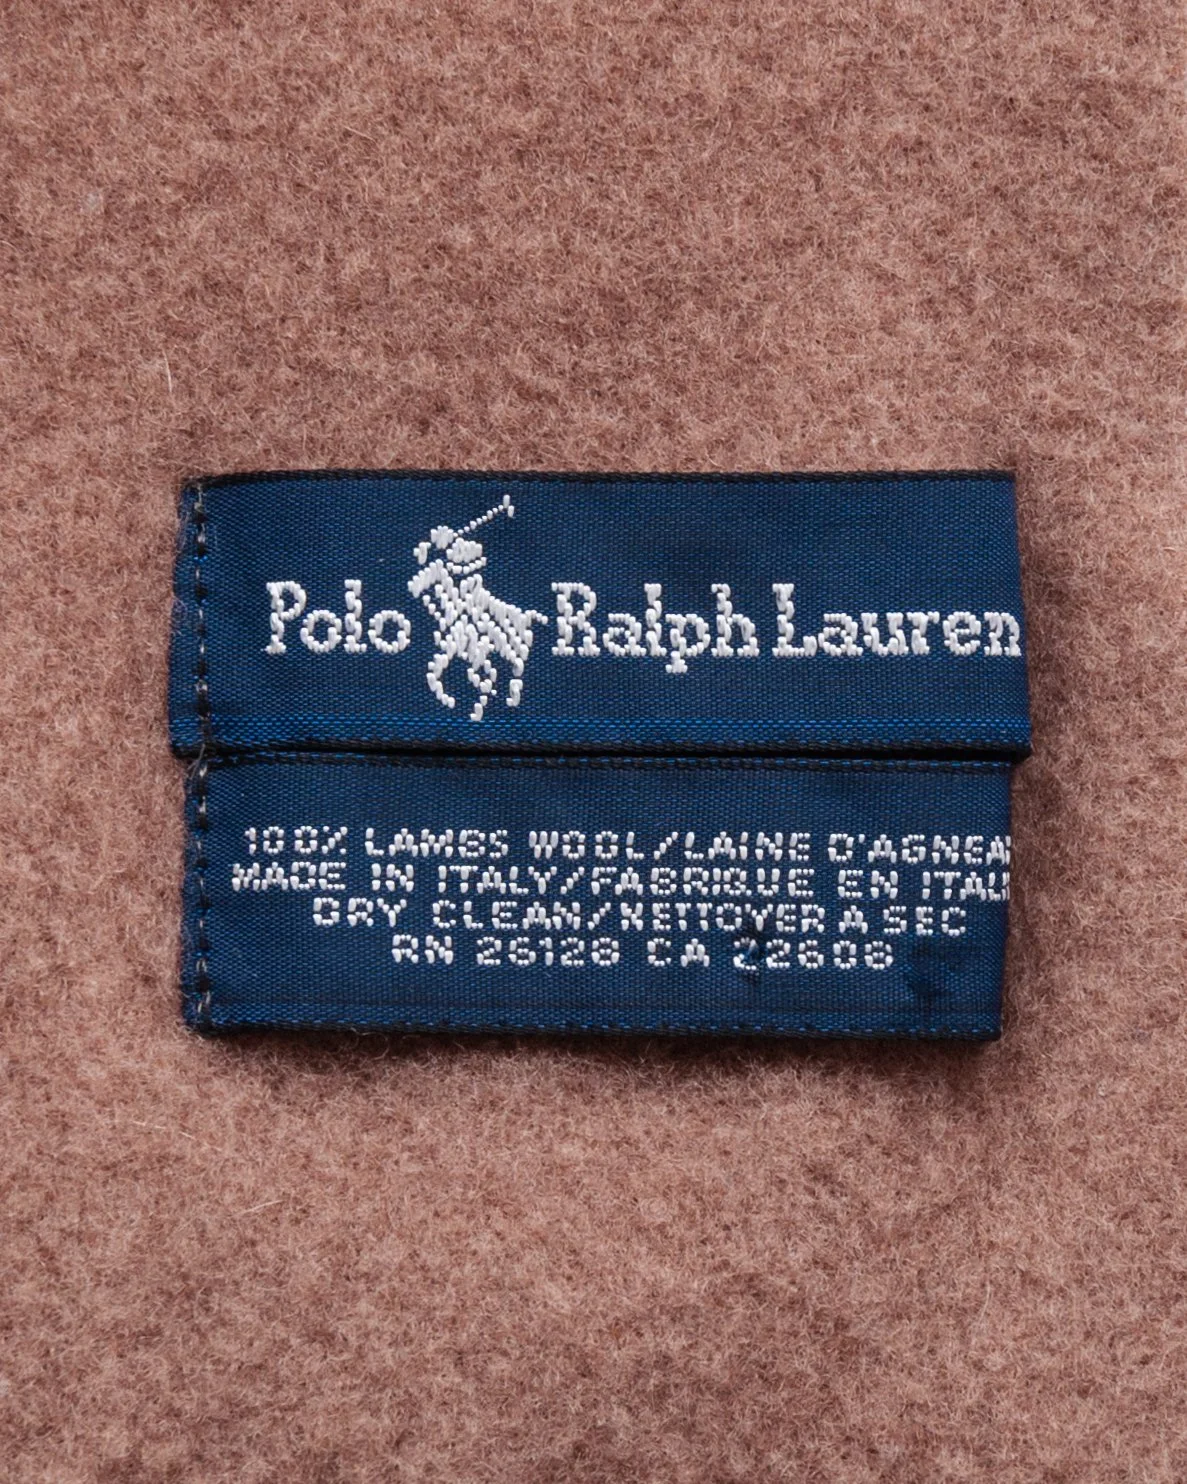 Polo Ralph Lauren
100% LAMBS WOOL/LAINE D'AGNEA
MADE IN ITALY/FABRIQUE EN ITALI
DRY CLEAN/NETTOYER A SEC
RN 26128 CA 22608